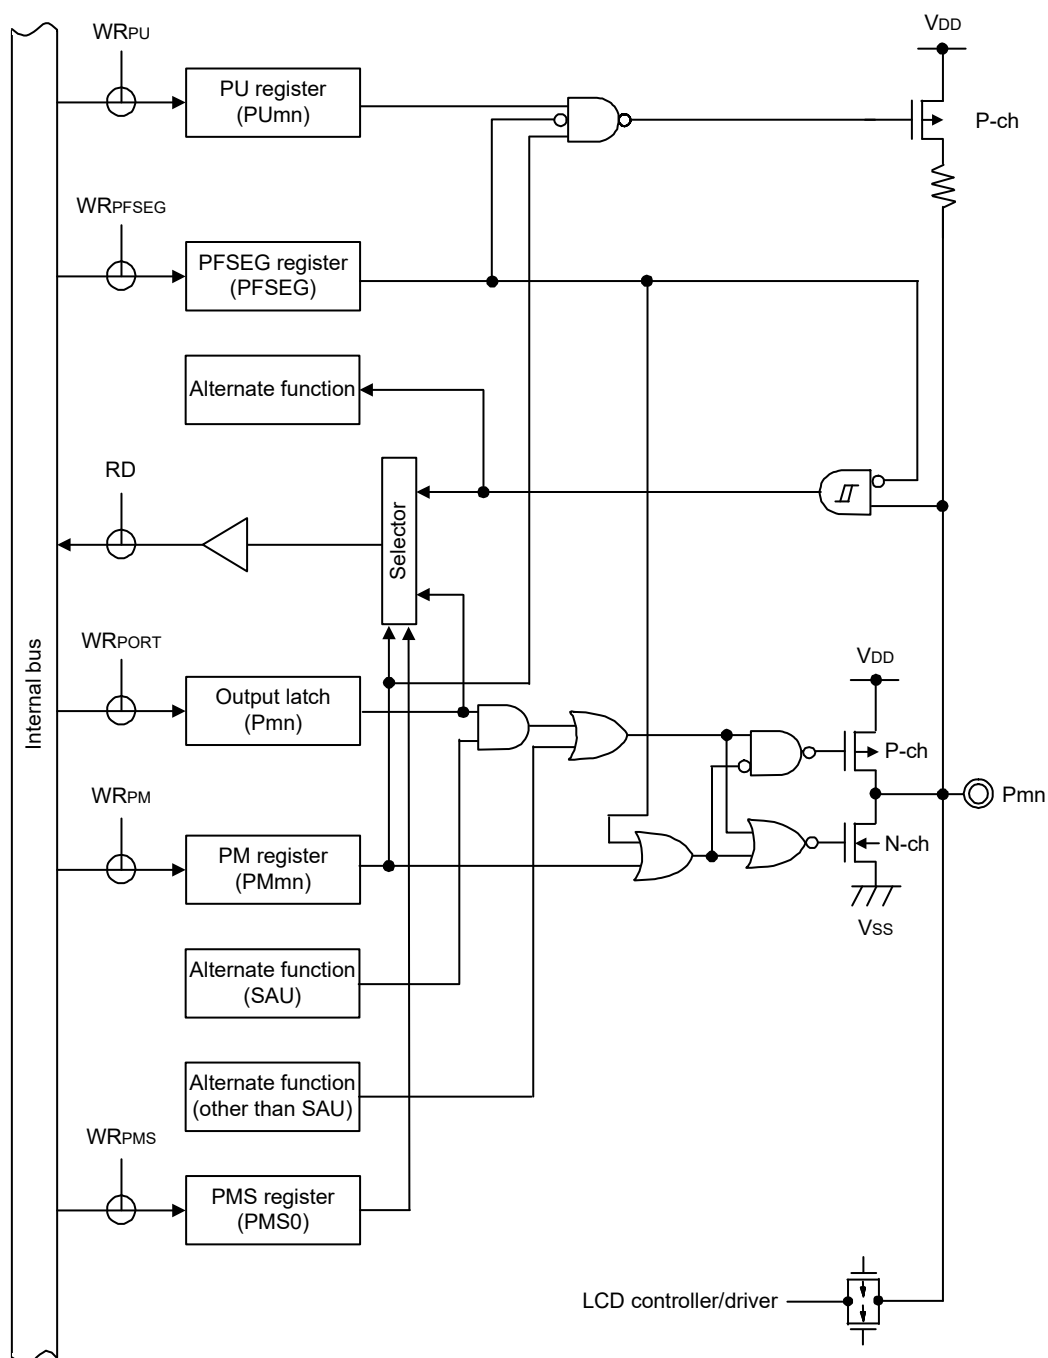 WRPU
VDD
PU register
(PUmn)
P-ch
WRPFSEG
PFSEG register
(PFSEG)
Alternate function
RD
Selector
WRPORT
Internal bus
Output latch
(Pmn)
VDD
P-ch
Pmn
WRPM
PM register
(PMmn)
N-ch
VSS
Alternate function
(SAU)
Alternate function
(other than SAU)
WRPMS
PMS register
(PMS0)
LCD controller/driver